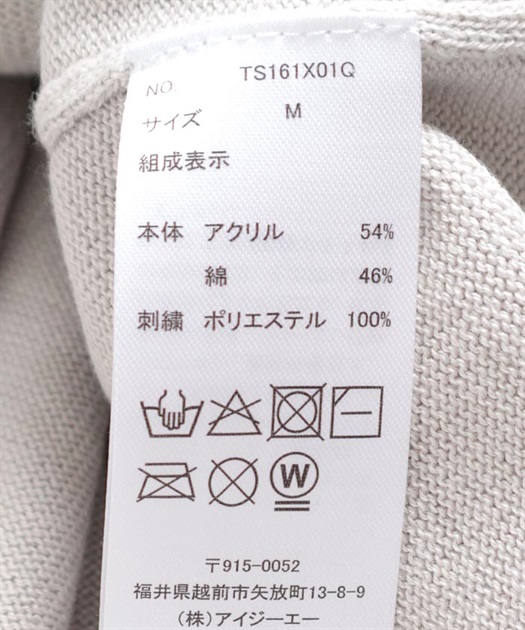 NO. TS161X01Q
サイズ M
組成表示
本体 アクリル 54%
綿 46%
刺繍 ポリエステル 100%
W
〒915-0052
福井県越前市矢放町13-8-9
(株)アイジーエー